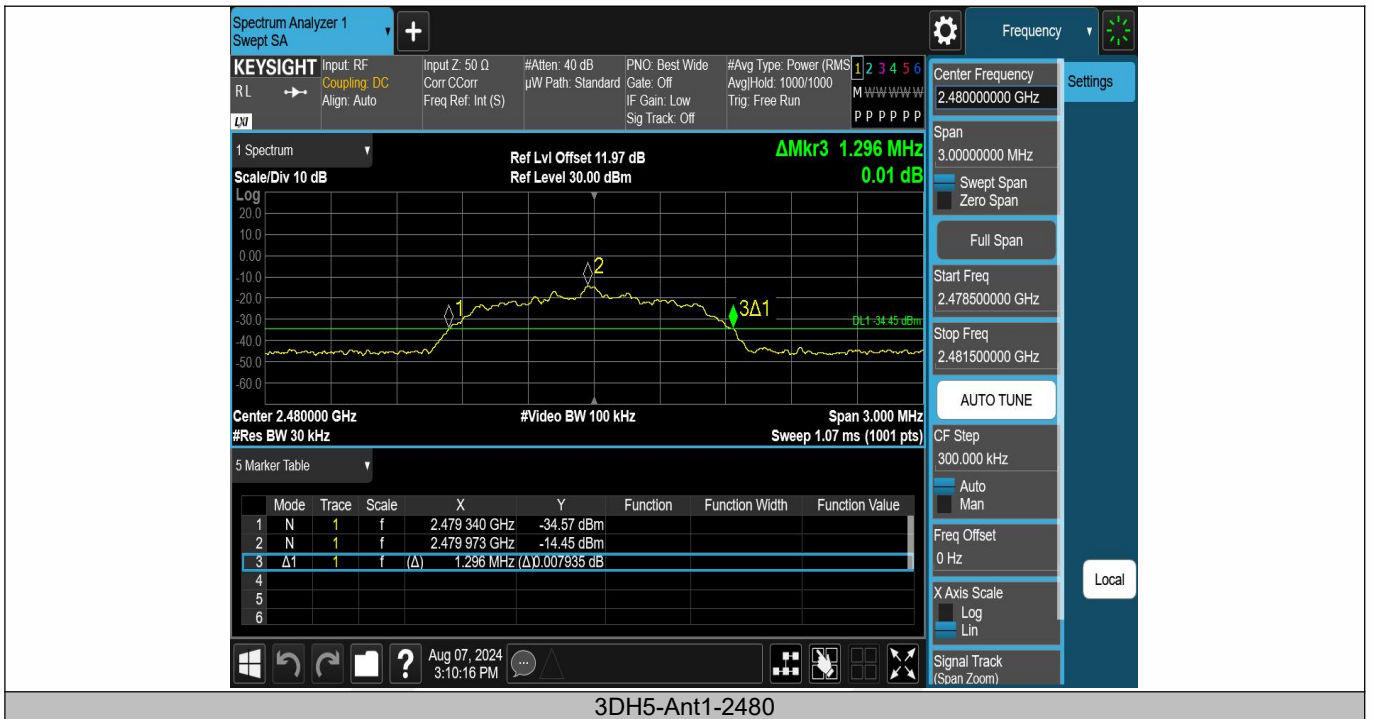 Spectrum Analyzer 1
Swept SA
+
Frequency
KEYSIGHT
RL
LXI
Input: RF
Coupling: DC
Align: Auto
Input Z: 50 Ω
Corr CCorr
Freq Ref: Int (S)
#Atten: 40 dB
µW Path: Standard
PNO: Best Wide
Gate: Off
IF Gain: Low
Sig Track: Off
#Avg Type: Power (RMS
Avg|Hold: 1000/1000
Trig: Free Run
1 2 3 4 5 6
M W W W W W
P P P P P P
Center Frequency
2.480000000 GHz
Settings
Span
3.00000000 MHz
Swept Span
Zero Span
Full Span
Start Freq
2.478500000 GHz
Stop Freq
2.481500000 GHz
AUTO TUNE
CF Step
300.000 kHz
Auto
Man
Freq Offset
0 Hz
X Axis Scale
Log
Lin
Signal Track
(Span Zoom)
Local
1 Spectrum
Scale/Div 10 dB
Ref Lvl Offset 11.97 dB
Ref Level 30.00 dBm
ΔMkr3 1.296 MHz
0.01 dB
Log
20.0
10.0
0.00
-10.0
-20.0
-30.0
-40.0
-50.0
-60.0
1
2
3Δ1
DL1 -34.45 dBm
Center 2.480000 GHz
#Res BW 30 kHz
#Video BW 100 kHz
Span 3.000 MHz
Sweep 1.07 ms (1001 pts)
5 Marker Table
Mode Trace Scale X Y Function Function Width Function Value
1 N 1 f 2.479 340 GHz -34.57 dBm
2 N 1 f 2.479 973 GHz -14.45 dBm
3 Δ1 1 f (Δ) 1.296 MHz (Δ)0.007935 dB
4
5
6
?
Aug 07, 2024
3:10:16 PM
3DH5-Ant1-2480